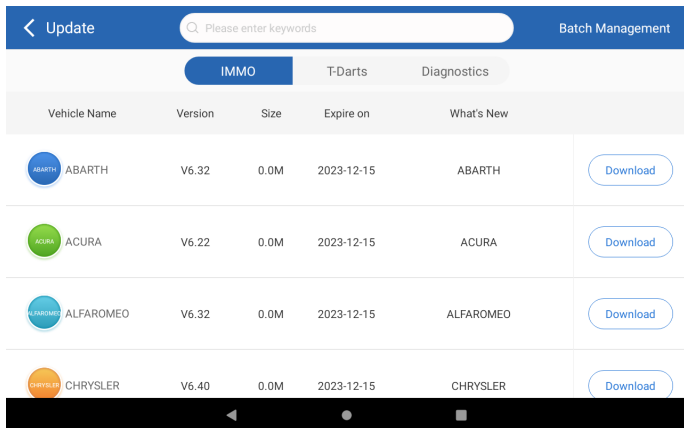 Update
Please enter keywords
Batch Management
IMMO T-Darts Diagnostics
Vehicle Name Version Size Expire on What's New
ABARTH ABARTH V6.32 0.0M 2023-12-15 ABARTH Download
ACURA ACURA V6.22 0.0M 2023-12-15 ACURA Download
ALFAROMEO ALFAROMEO V6.32 0.0M 2023-12-15 ALFAROMEO Download
CHRYSLER CHRYSLER V6.40 0.0M 2023-12-15 CHRYSLER Download